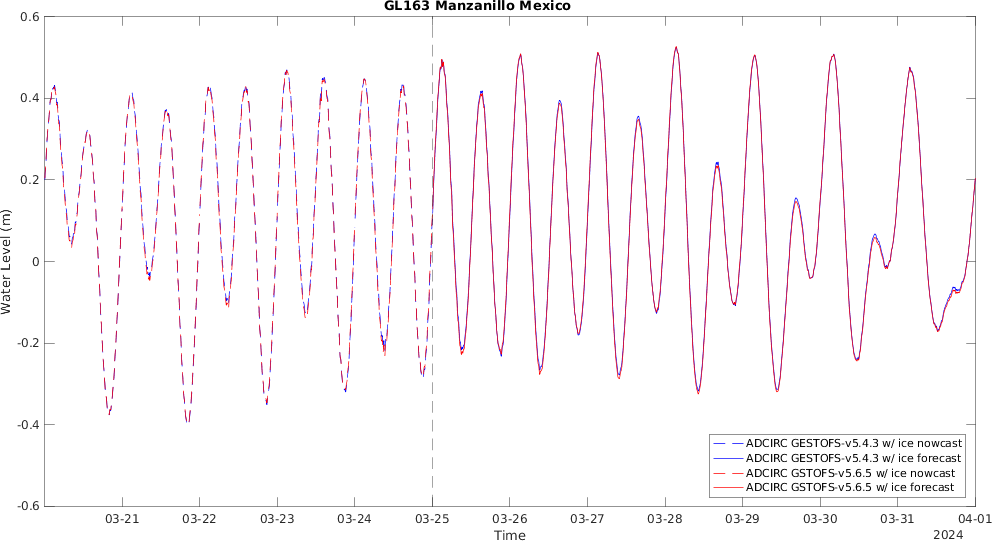 GL163 Manzanillo Mexico
Water Level (m)
0.6
0.4
0.2
0
-0.2
-0.4
-0.6
ADCIRC GESTOFS-v5.4.3 w/ ice nowcast
ADCIRC GESTOFS-v5.4.3 w/ ice forecast
ADCIRC GSTOFS-v5.6.5 w/ ice nowcast
ADCIRC GSTOFS-v5.6.5 w/ ice forecast
03-21 03-22 03-23 03-24 03-25 03-26 03-27 03-28 03-29 03-30 03-31 04-01
Time
2024